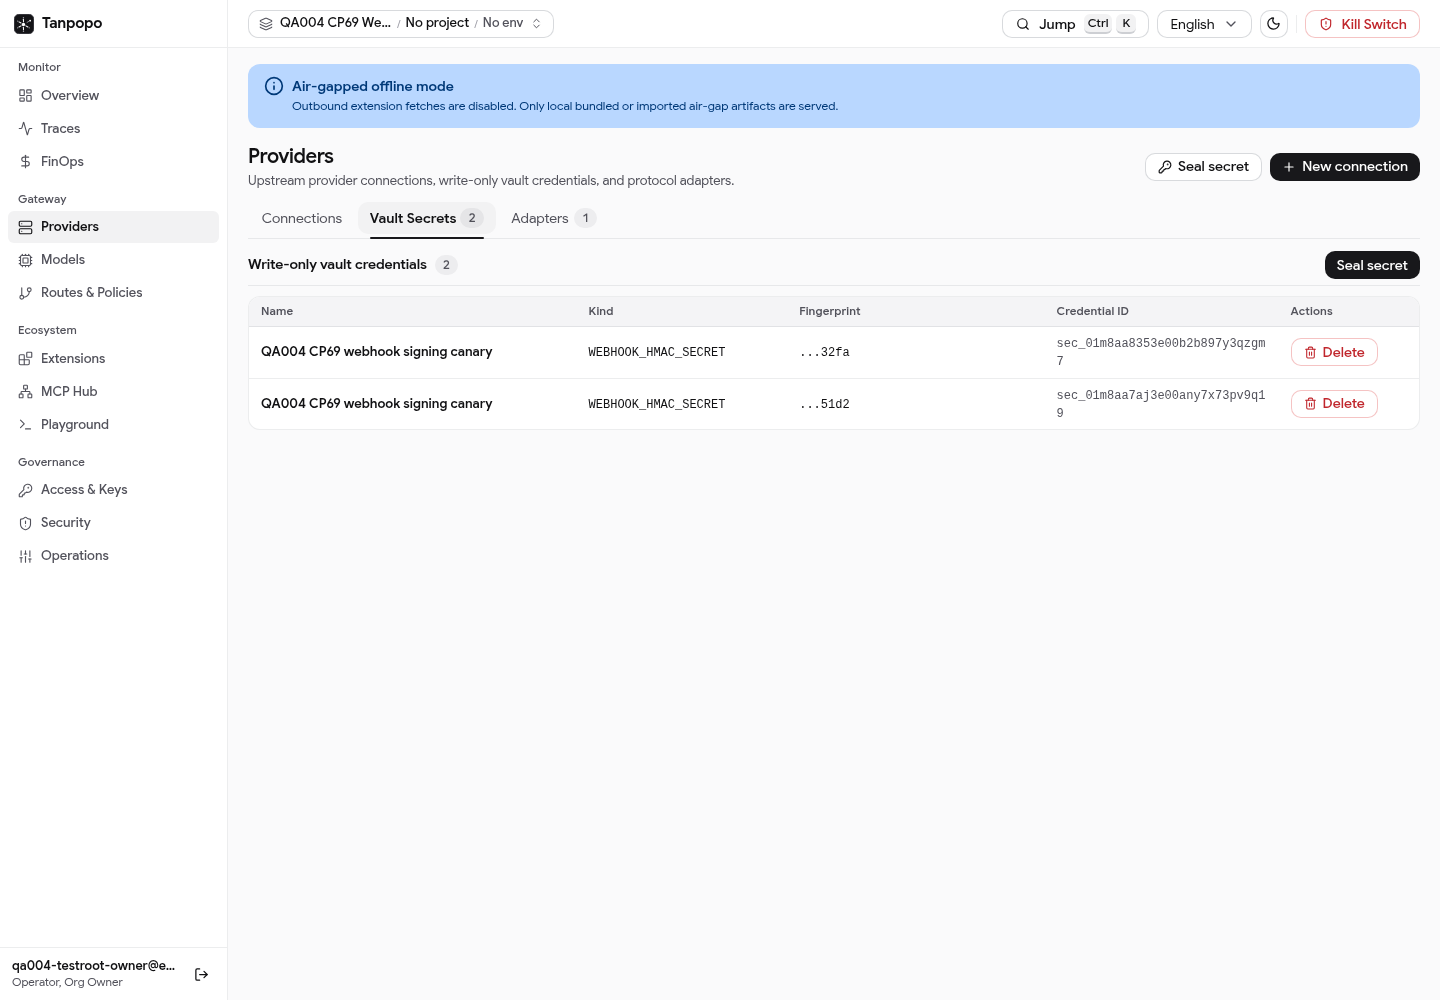 Tanpopo
QA004 CP69 We... / No project / No env
Jump Ctrl K
English
Kill Switch
Monitor
Overview
Traces
FinOps
Gateway
Providers
Models
Routes & Policies
Ecosystem
Extensions
MCP Hub
Playground
Governance
Access & Keys
Security
Operations
qa004-testroot-owner@e...
Operator, Org Owner
Air-gapped offline mode
Outbound extension fetches are disabled. Only local bundled or imported air-gap artifacts are served.
Providers
Upstream provider connections, write-only vault credentials, and protocol adapters.
Seal secret
New connection
Connections
Vault Secrets 2
Adapters 1
Write-only vault credentials 2
Seal secret
Name Kind Fingerprint Credential ID Actions
QA004 CP69 webhook signing canary WEBHOOK_HMAC_SECRET ...32fa sec_01m8aa8353e00b2b897y3qzgm
7
Delete
QA004 CP69 webhook signing canary WEBHOOK_HMAC_SECRET ...51d2 sec_01m8aa7aj3e00any7x73pv9q1
9
Delete